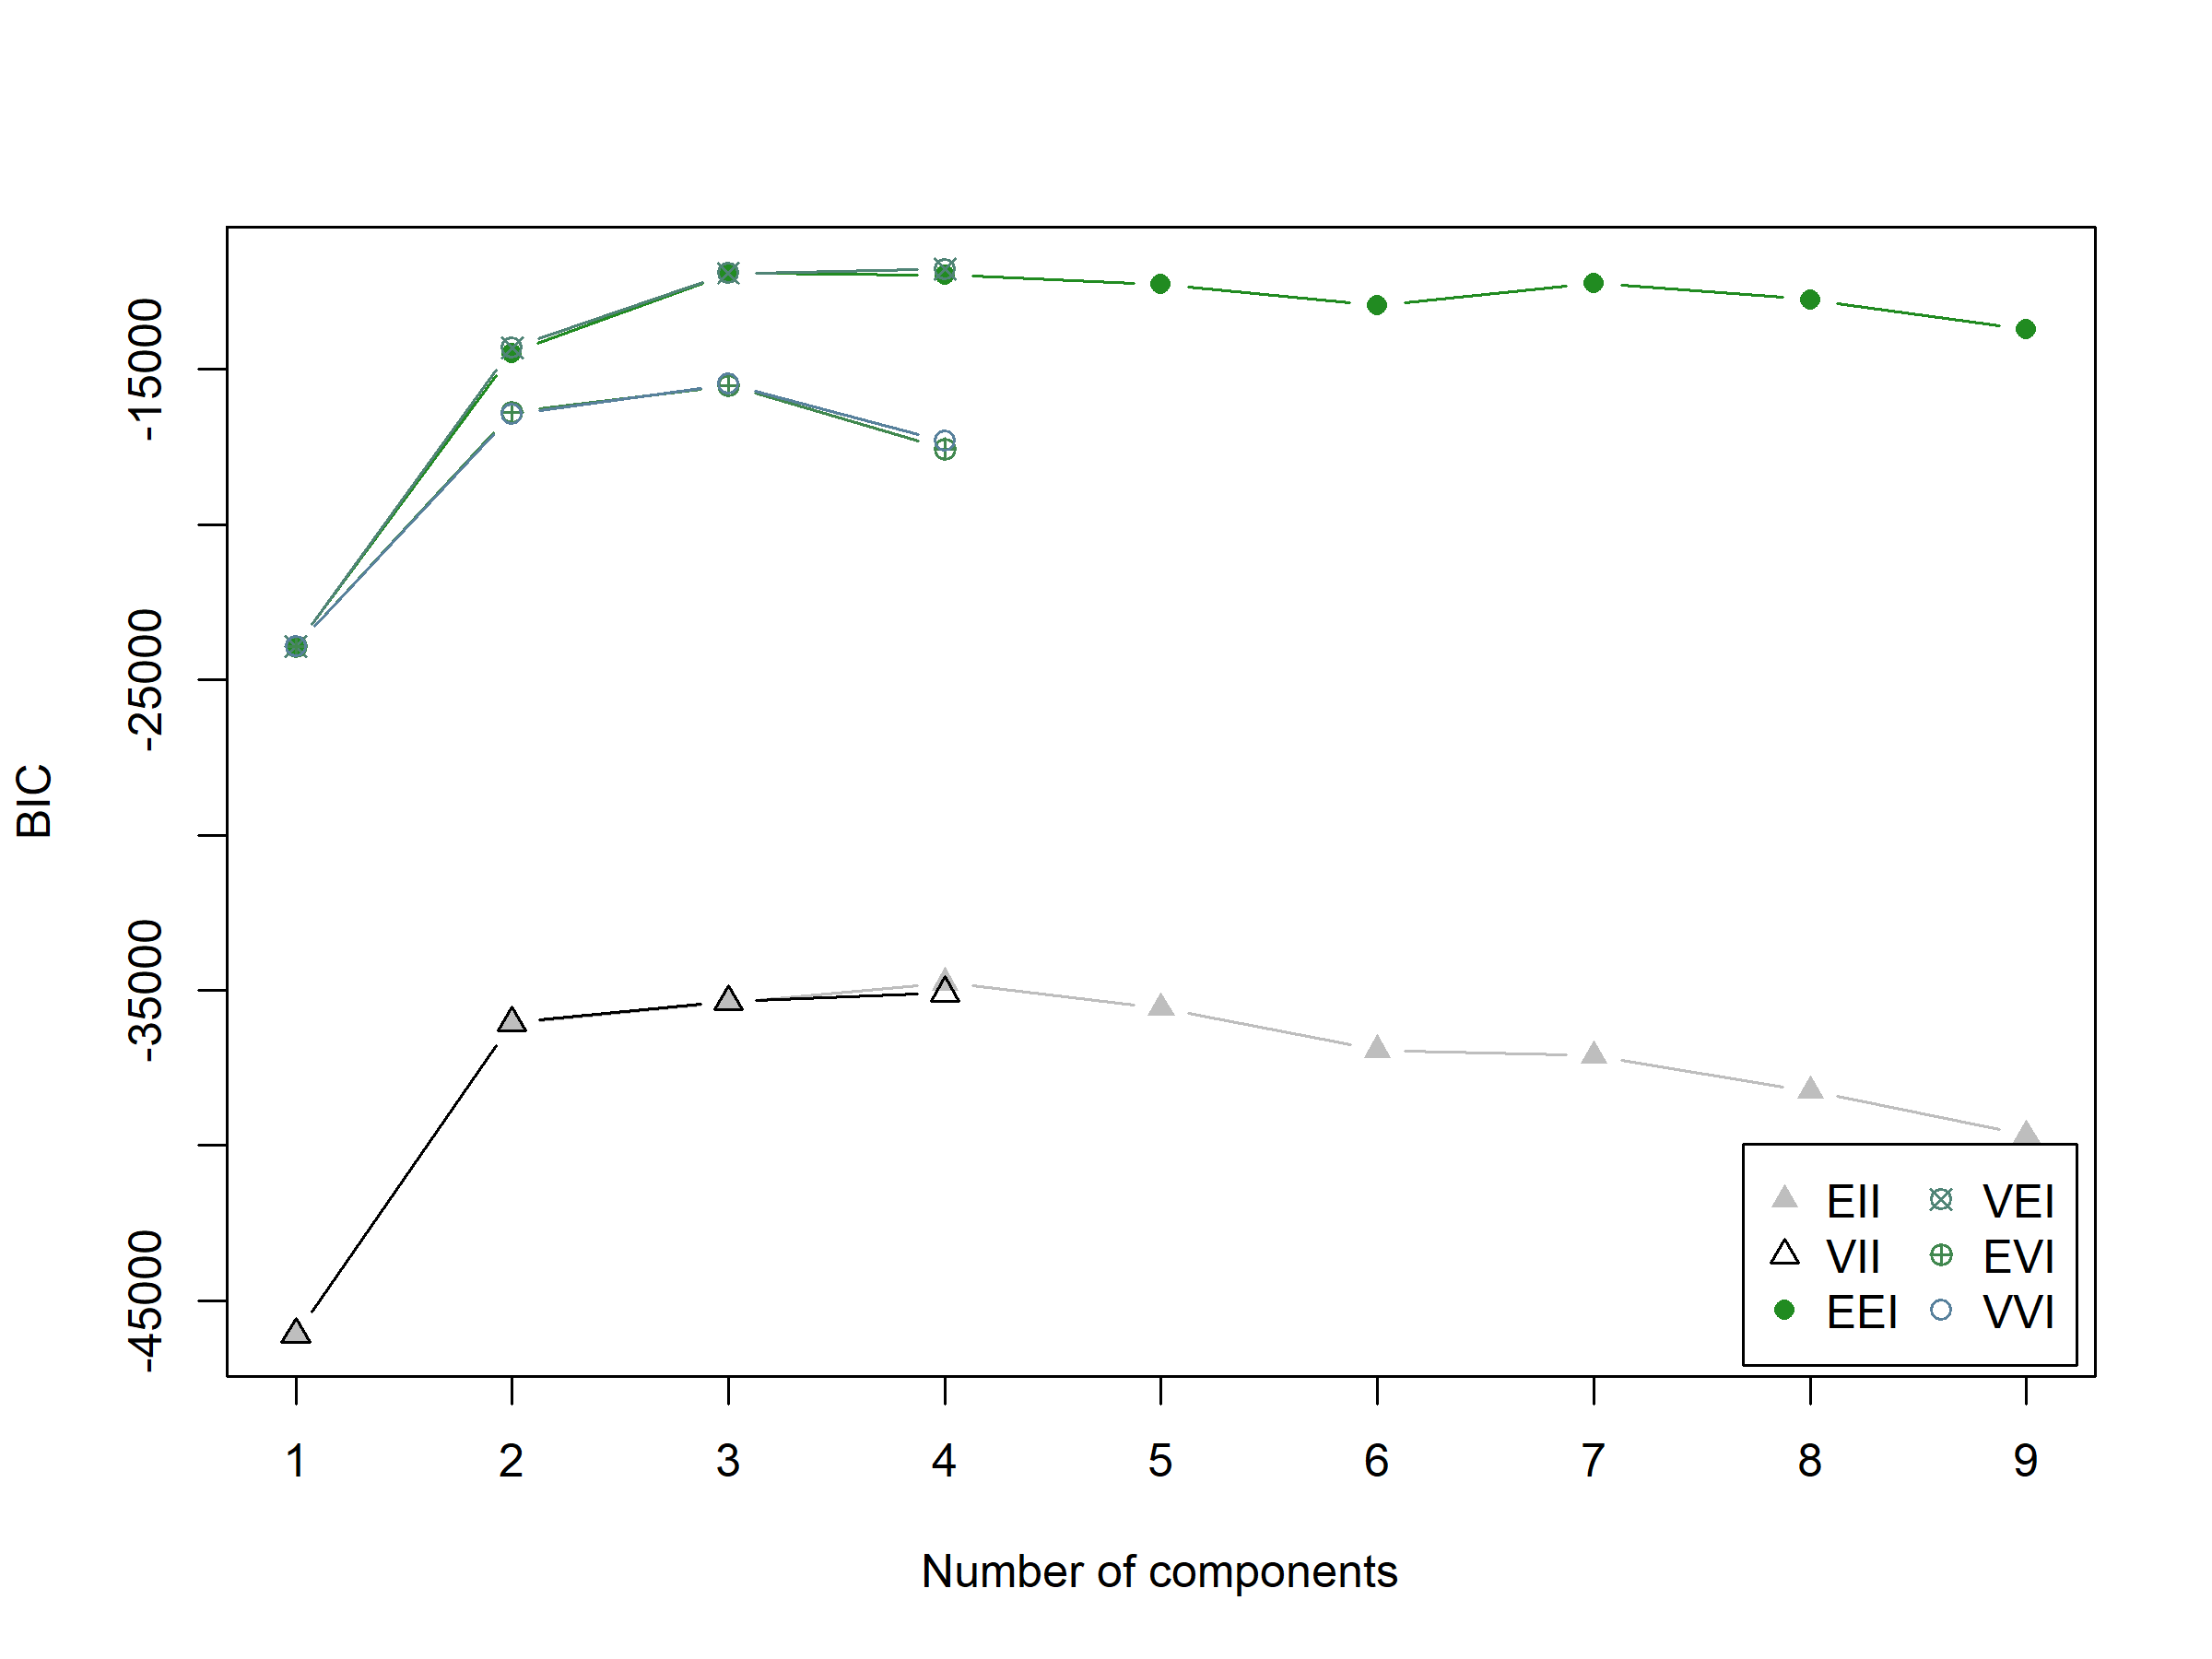 BIC
-15000
-25000
-35000
-45000
1 2 3 4 5 6 7 8 9
Number of components
EII VEI
VII EVI
EEI VVI